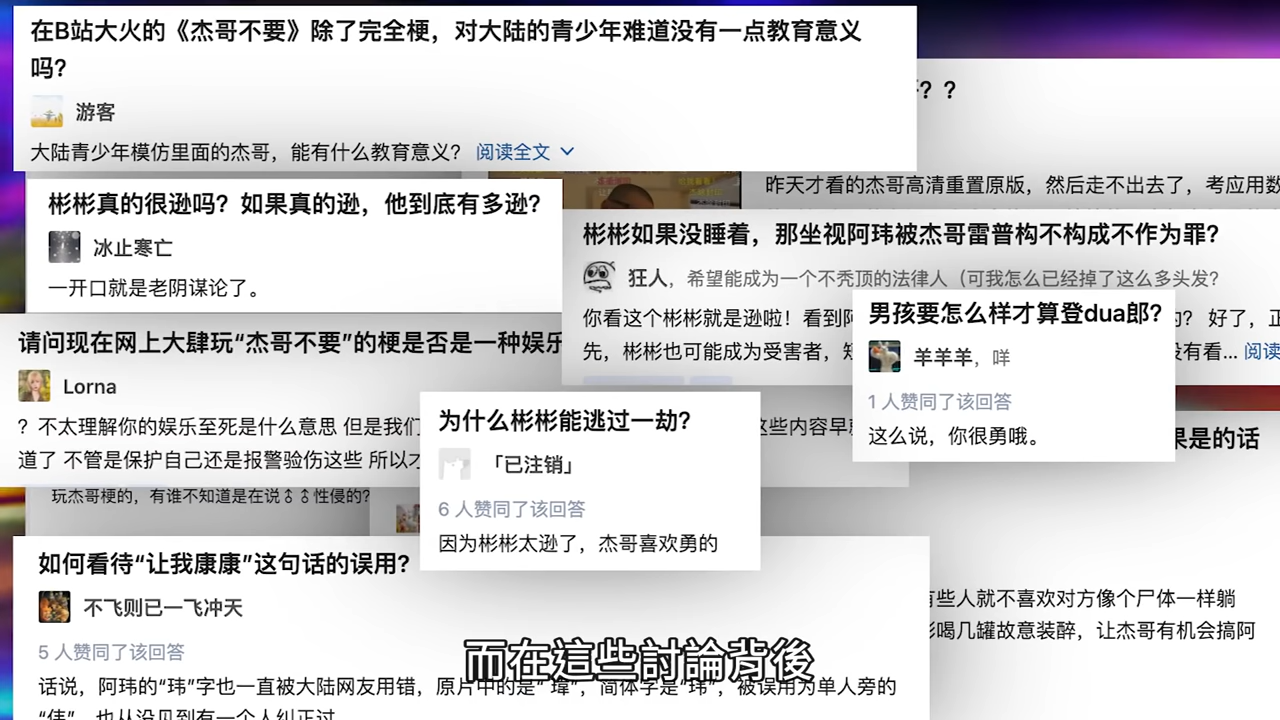 在B站大火的《杰哥不要》除了完全梗，对大陆的青少年难道没有一点教育意义
吗？
游客
大陆青少年模仿里面的杰哥，能有什么教育意义？ 阅读全文
？？
昨天才看的杰哥高清重置原版，然后走不出去了，考应用数
彬彬真的很逊吗？如果真的逊，他到底有多逊？
冰止寒亡
一开口就是老阴谋论了。
彬彬如果没睡着，那坐视阿玮被杰哥雷普构不构成不作为罪？
狂人，希望能成为一个不秃顶的法律人（可我怎么已经掉了这么多头发？
你看这个彬彬就是逊啦！看到阿
？ 好了，正
先，彬彬也可能成为受害者，
没有看... 阅读
男孩要怎么样才算登dua郎？
羊羊羊，咩
1 人赞同了该回答
这么说，你很勇哦。
请问现在网上大肆玩“杰哥不要”的梗是否是一种娱乐
Lorna
？不太理解你的娱乐至死是什么意思 但是我们
这些内容早就
道了 不管是保护自己还是报警验伤这些 所以才
果是的话
为什么彬彬能逃过一劫？
「已注销」
6 人赞同了该回答
因为彬彬太逊了，杰哥喜欢勇的
玩杰哥梗的，有谁不知道是在说♂♂性侵的？
如何看待“让我康康”这句话的误用？
不飞则已一飞冲天
5 人赞同了该回答
话说，阿玮的“玮”字也一直被大陆网友用错，原片中的是“ 瑋”，简体字是“玮”，被误用为单人旁的
“伟”，也从没见到有一个人纠正过
有些人就不喜欢对方像个尸体一样躺
彬喝几罐故意装醉，让杰哥有机会搞阿
而在這些討論背後